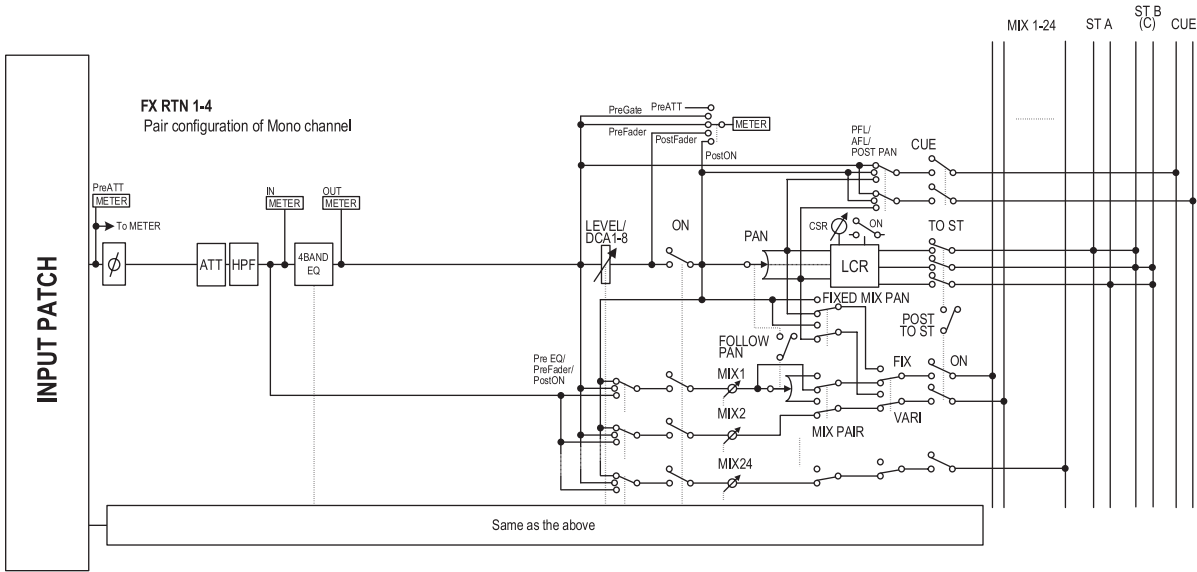 MIX 1-24
ST A
ST B
(C)
CUE
INPUT PATCH
FX RTN 1-4
Pair configuration of Mono channel
PreATT
METER
To METER
ϕ
ATT
HPF
IN
METER
OUT
METER
4BAND
EQ
PreGate
PreATT
PreFader
PostFader
METER
PostON
LEVEL/
DCA1-8
ON
PAN
PFL/
AFL/
POST PAN
CUE
CSR
ON
LCR
TO ST
FIXED MIX PAN
POST
TO ST
FOLLOW
PAN
Pre EQ/
PreFader/
PostON
MIX1
MIX2
MIX24
MIX PAIR
FIX
VARI
ON
Same as the above